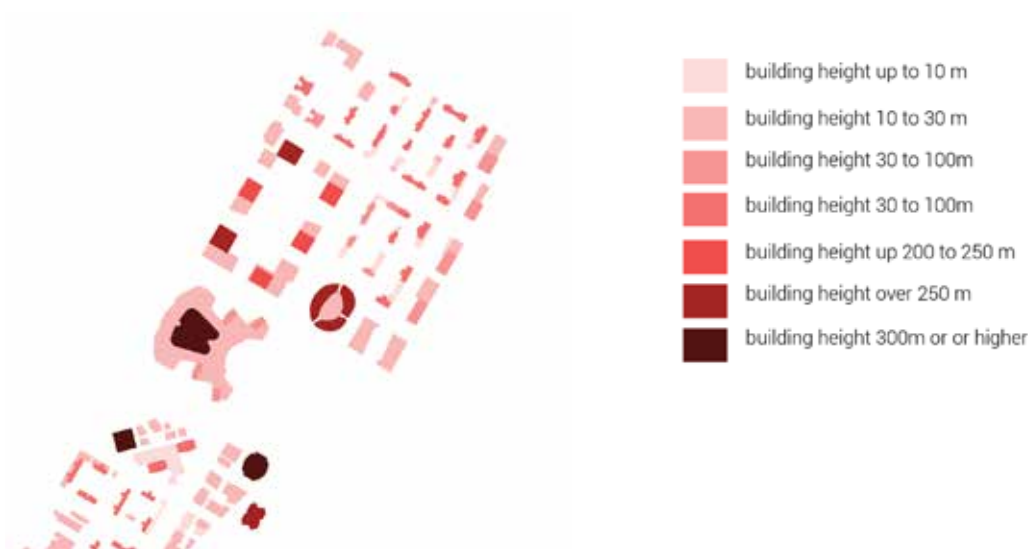 building height up to 10 m
building height 10 to 30 m
building height 30 to 100m
building height 30 to 100m
building height up 200 to 250 m
building height over 250 m
building height 300m or or higher